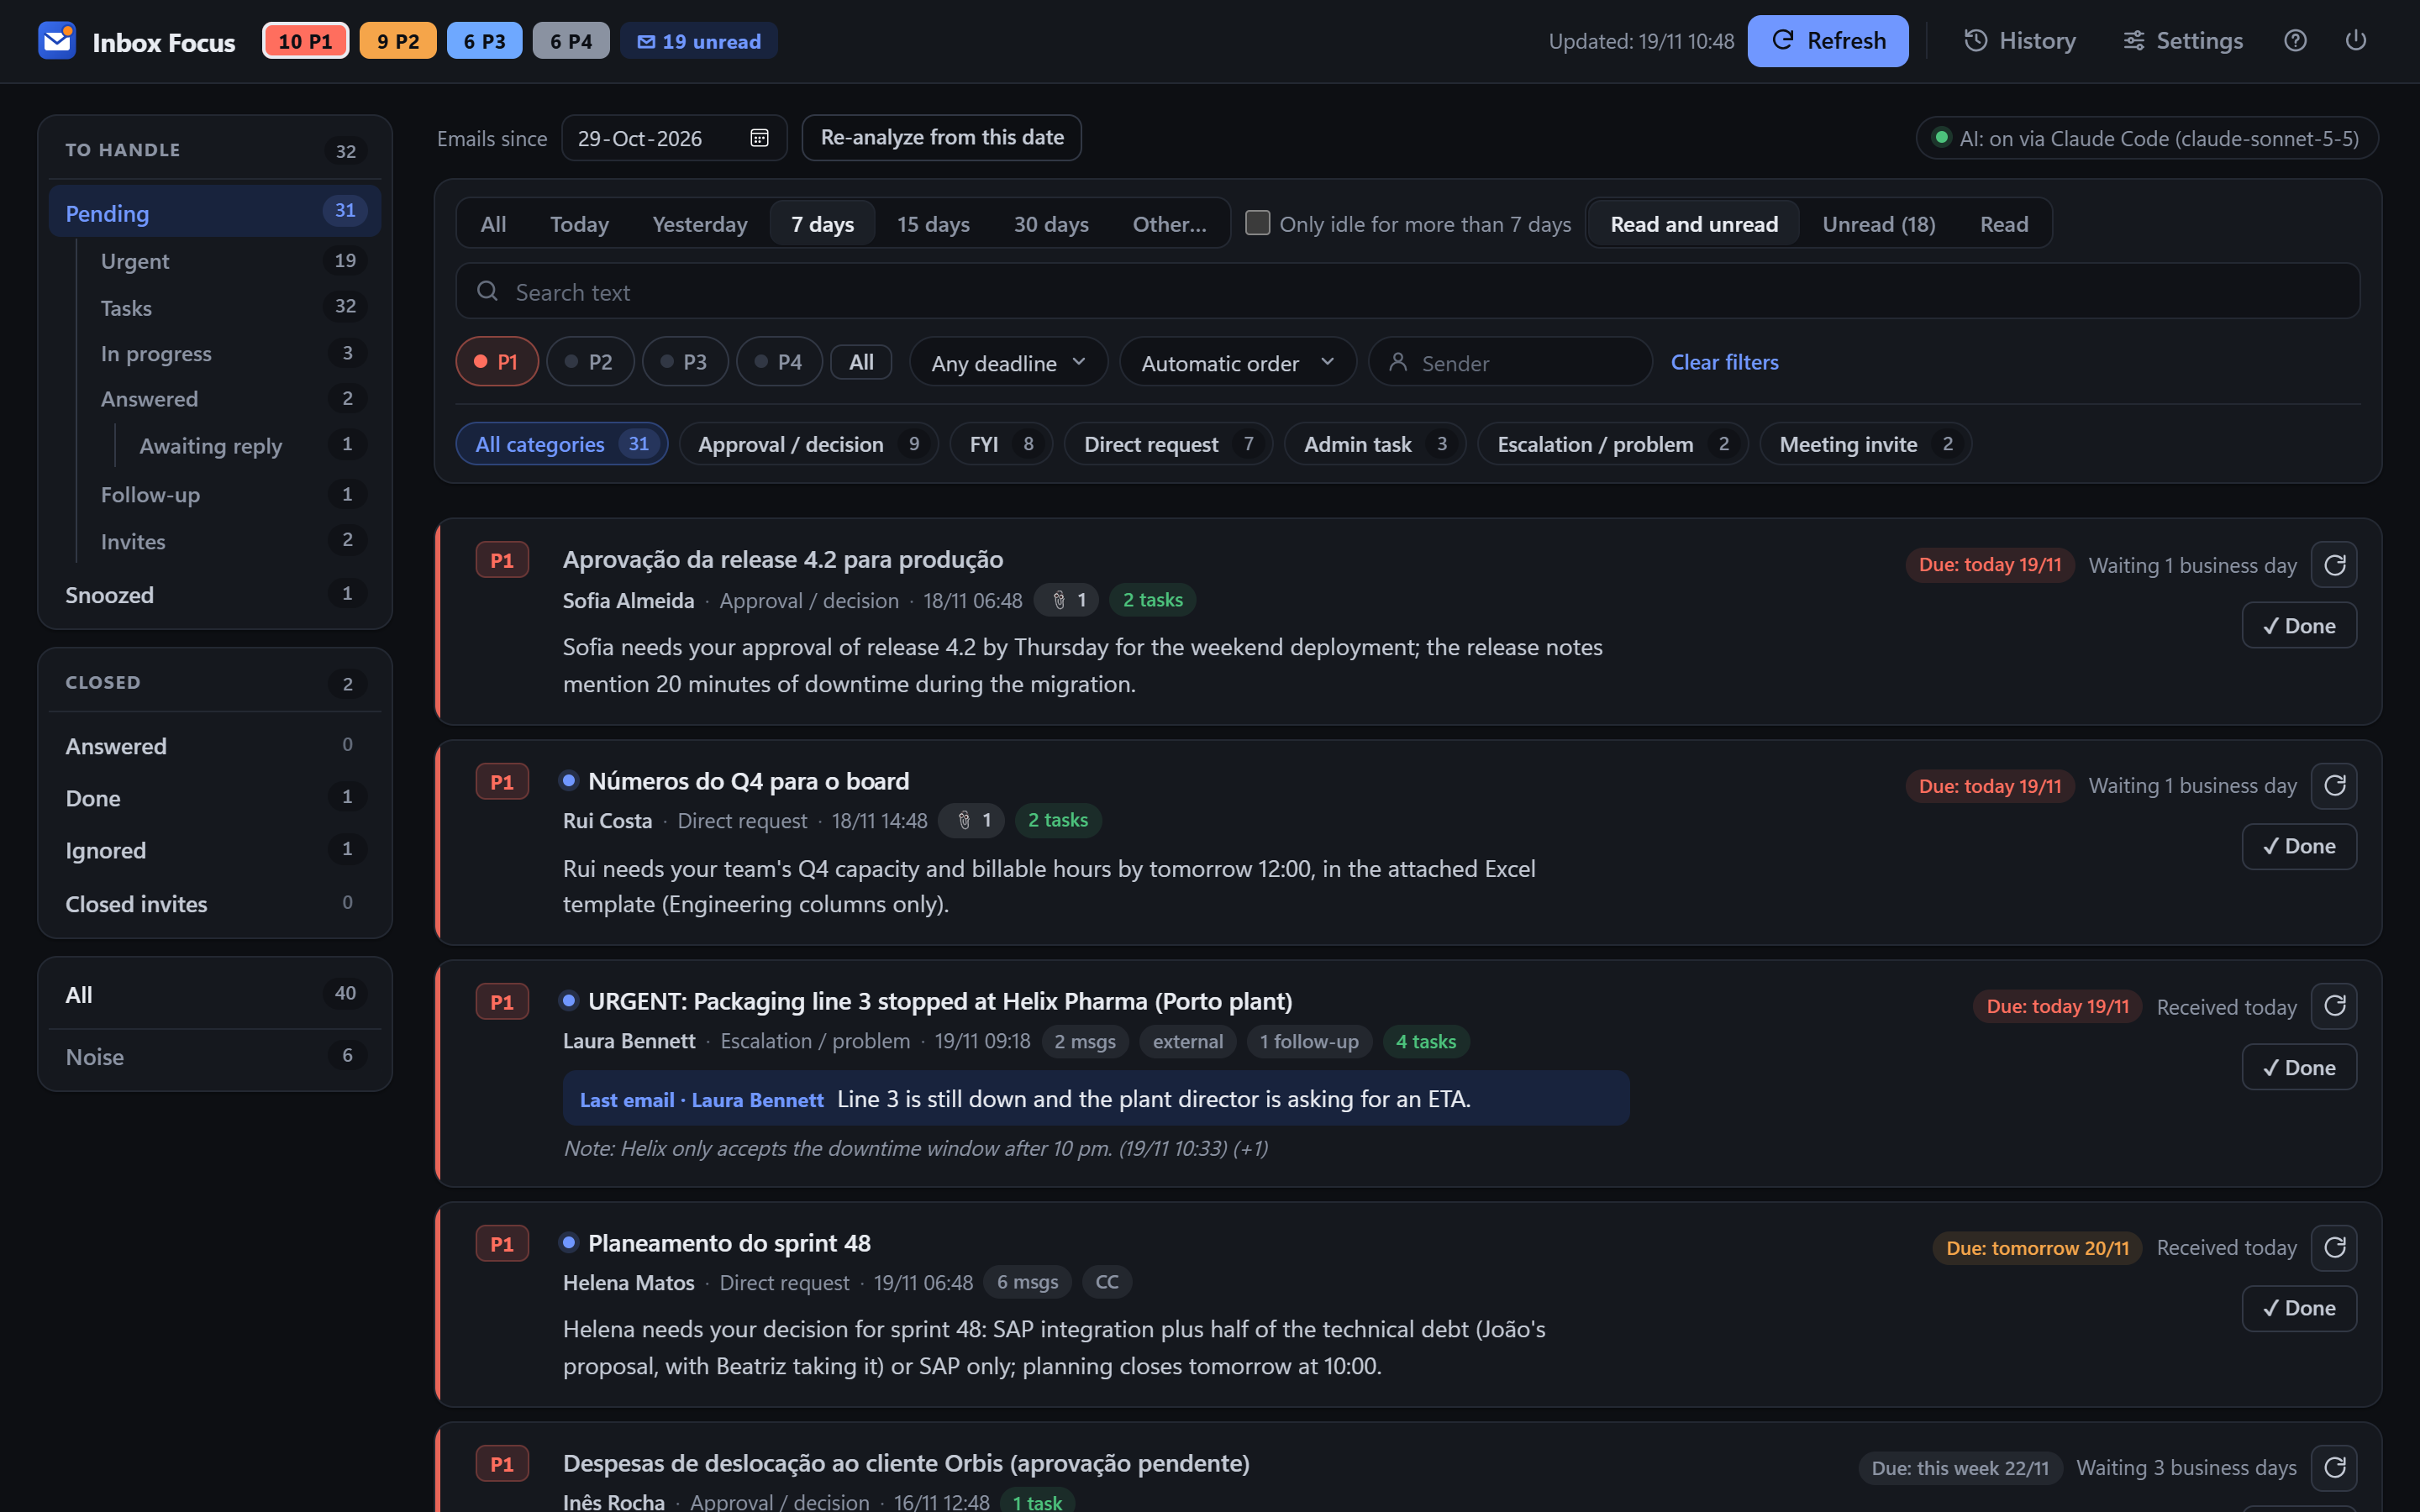 Inbox Focus 10 P1 9 P2 6 P3 6 P4 19 unread Updated: 19/11 10:48 Refresh History Settings
TO HANDLE 32
Pending 31
Urgent 19
Tasks 32
In progress 3
Answered 2
Awaiting reply 1
Follow-up 1
Invites 2
Snoozed 1
CLOSED 2
Answered 0
Done 1
Ignored 1
Closed invites 0
All 40
Noise 6
Emails since 29-Oct-2026 Re-analyze from this date AI: on via Claude Code (claude-sonnet-5-5)
All Today Yesterday 7 days 15 days 30 days Other... Only idle for more than 7 days Read and unread Unread (18) Read
Search text
P1 P2 P3 P4 All Any deadline Automatic order Sender Clear filters
All categories 31 Approval / decision 9 FYI 8 Direct request 7 Admin task 3 Escalation / problem 2 Meeting invite 2
P1 Aprovação da release 4.2 para produção Due: today 19/11 Waiting 1 business day
Sofia Almeida · Approval / decision · 18/11 06:48 1 2 tasks
✓ Done
Sofia needs your approval of release 4.2 by Thursday for the weekend deployment; the release notes
mention 20 minutes of downtime during the migration.
P1 Números do Q4 para o board Due: today 19/11 Waiting 1 business day
Rui Costa · Direct request · 18/11 14:48 1 2 tasks
✓ Done
Rui needs your team's Q4 capacity and billable hours by tomorrow 12:00, in the attached Excel
template (Engineering columns only).
P1 URGENT: Packaging line 3 stopped at Helix Pharma (Porto plant) Due: today 19/11 Received today
Laura Bennett · Escalation / problem · 19/11 09:18 2 msgs external 1 follow-up 4 tasks
✓ Done
Last email · Laura Bennett Line 3 is still down and the plant director is asking for an ETA.
Note: Helix only accepts the downtime window after 10 pm. (19/11 10:33) (+1)
P1 Planeamento do sprint 48 Due: tomorrow 20/11 Received today
Helena Matos · Direct request · 19/11 06:48 6 msgs CC
✓ Done
Helena needs your decision for sprint 48: SAP integration plus half of the technical debt (João's
proposal, with Beatriz taking it) or SAP only; planning closes tomorrow at 10:00.
P1 Despesas de deslocação ao cliente Orbis (aprovação pendente) Due: this week 22/11 Waiting 3 business days
Inês Rocha · Approval / decision · 16/11 12:48 1 task